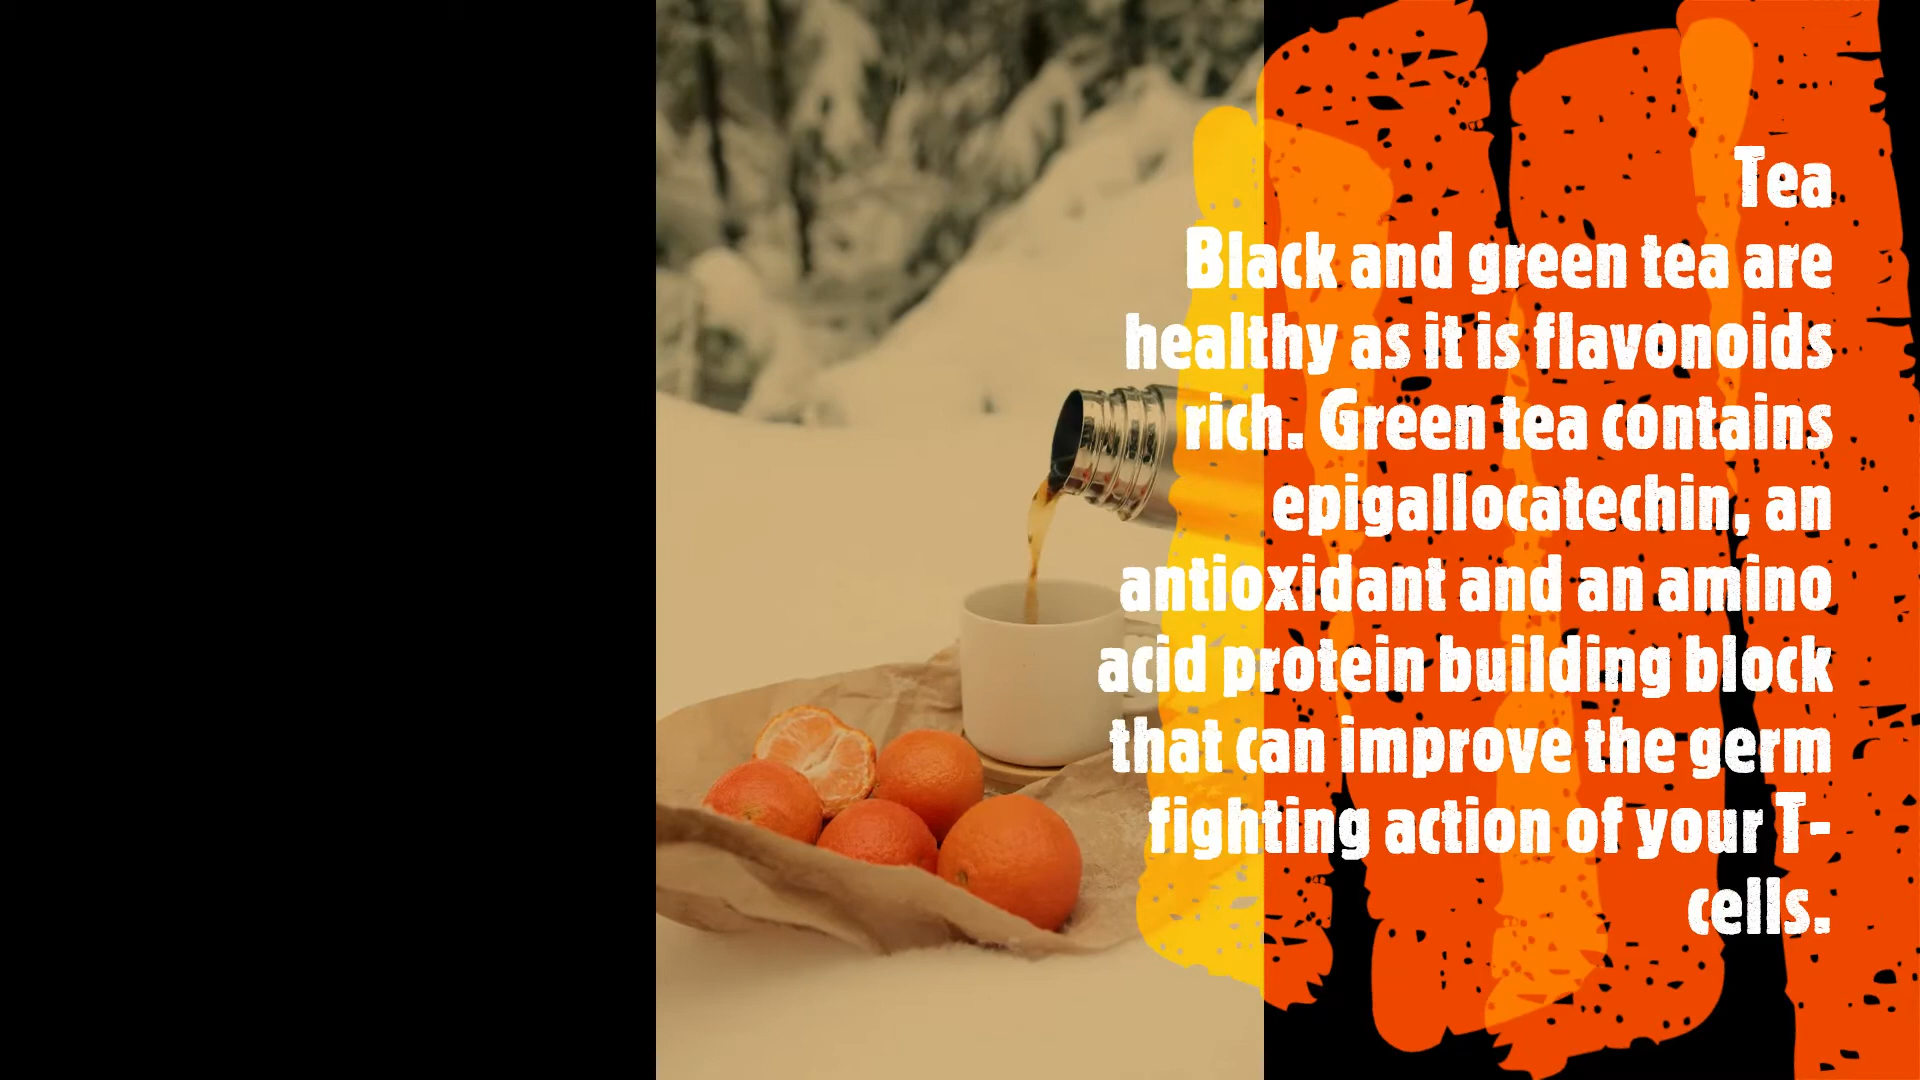 Tea
Black and green tea are
healthy as it is flavonoids
rich. Green tea contains
epigallocatechin, an
antioxidant and an amino
acid protein building block
that can improve the germ
fighting action of your T-
cells.